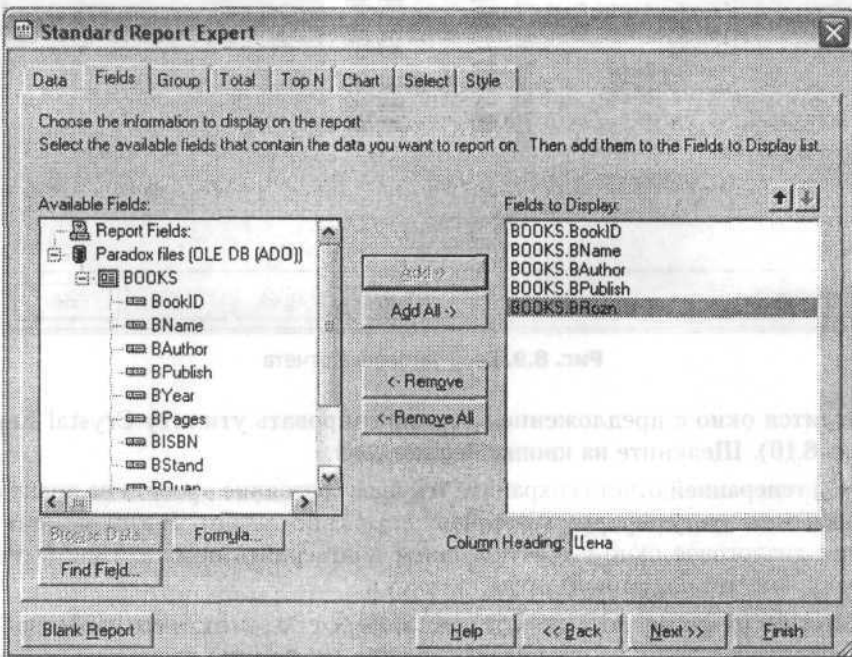 Standard Report Expert
Data Fields Group Total Top N Chart Select Style
Choose the information to display on the report
Select the available fields that contain the data you want to report on. Then add them to the Fields to Display list.
Available Fields:
Report Fields:
Paradox files (OLE DB (ADO))
BOOKS
BookID
BName
BAuthor
BPublish
BYear
BPages
BISBN
BStand
BQuan
Add ->
Add All ->
<- Remove
<- Remove All
Fields to Display:
BOOKS.BookID
BOOKS.BName
BOOKS.BAuthor
BOOKS.BPublish
BOOKS.BRozn
Browse Data... Formula...
Find Field...
Column Heading: Цена
Blank Report Help << Back Next >> Finish